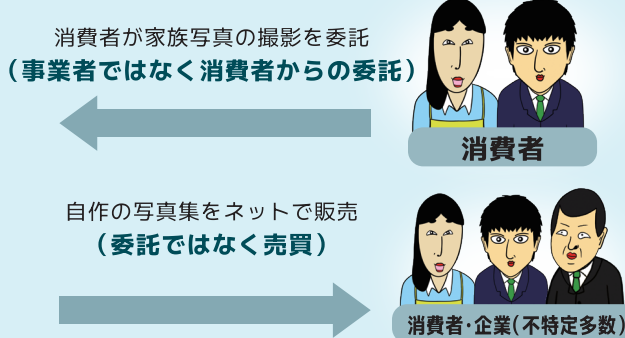 消費者が家族写真の撮影を委託
（事業者ではなく消費者からの委託）
消費者
自作の写真集をネットで販売
（委託ではなく売買）
消費者・企業（不特定多数）